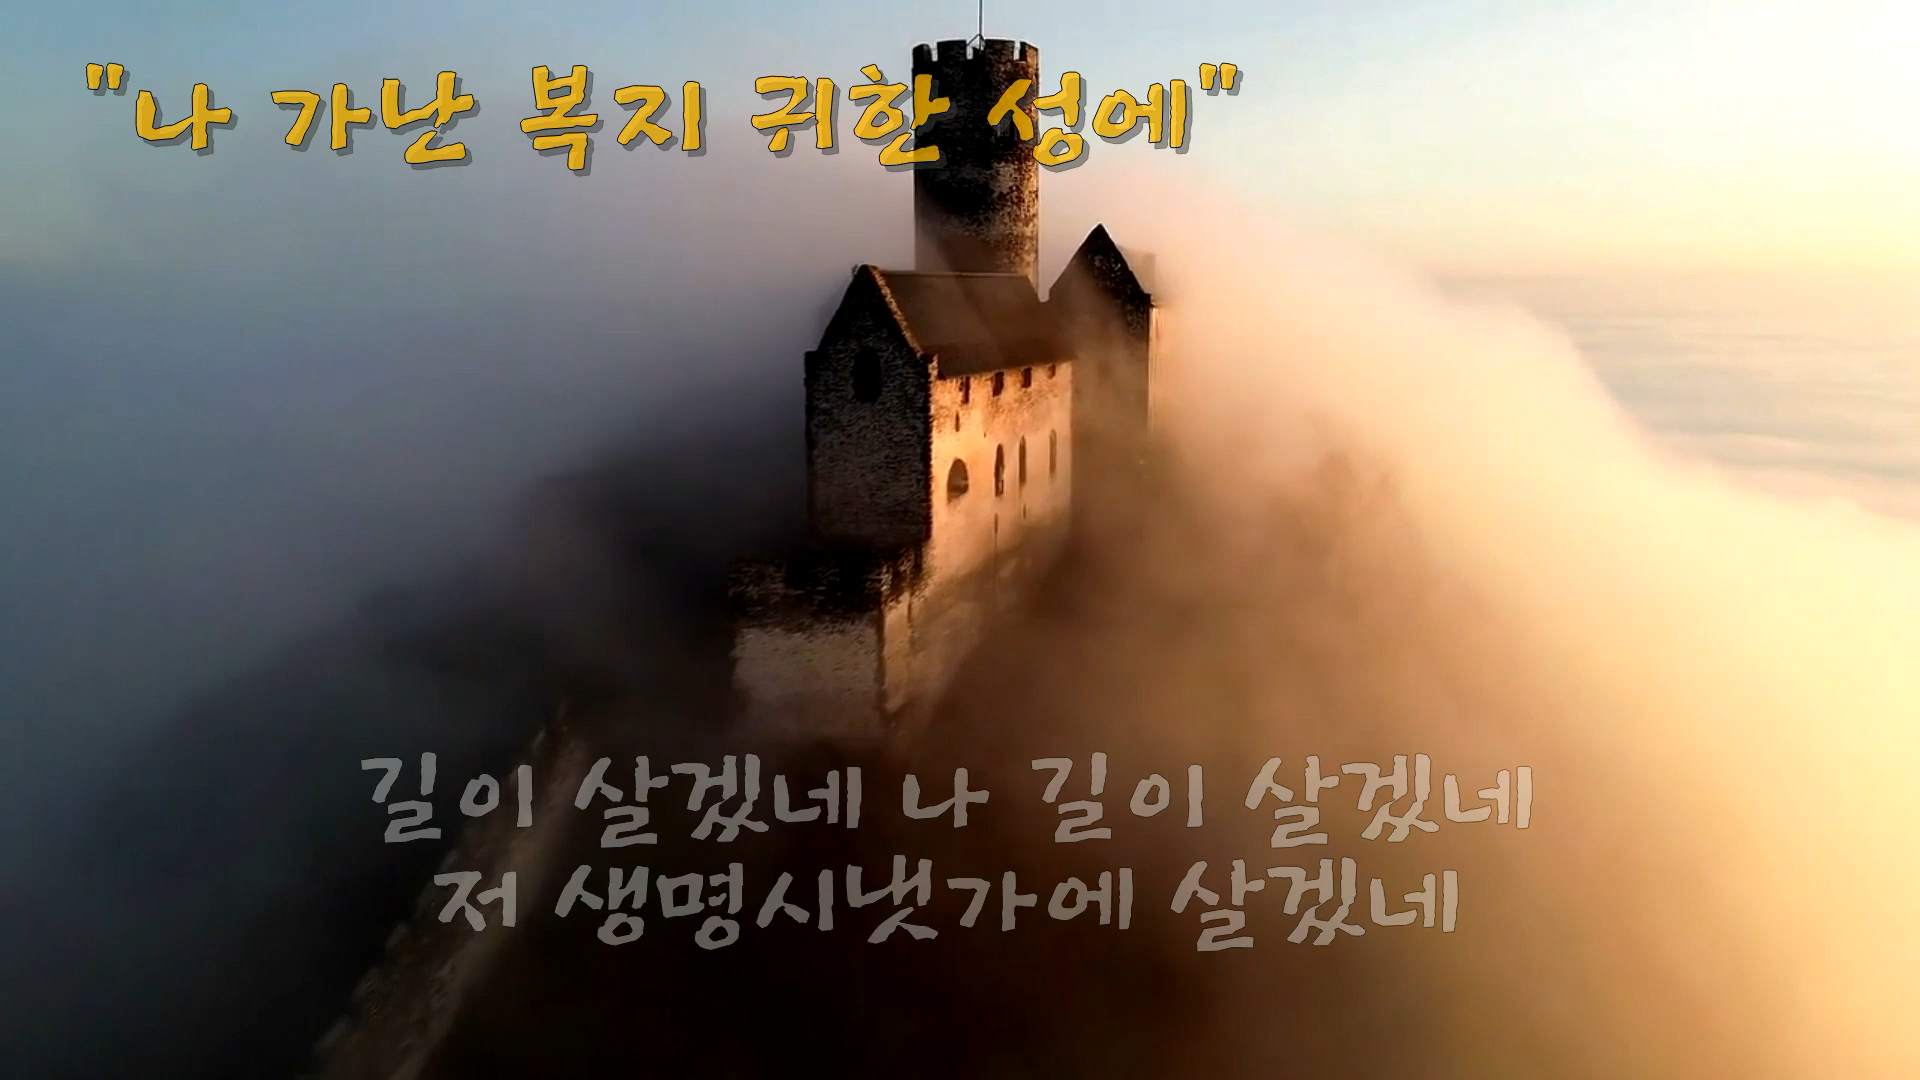 "나 가난 복지 귀한 성에"
길이 살겠네 나 길이 살겠네
저 생명시냇가에 살겠네